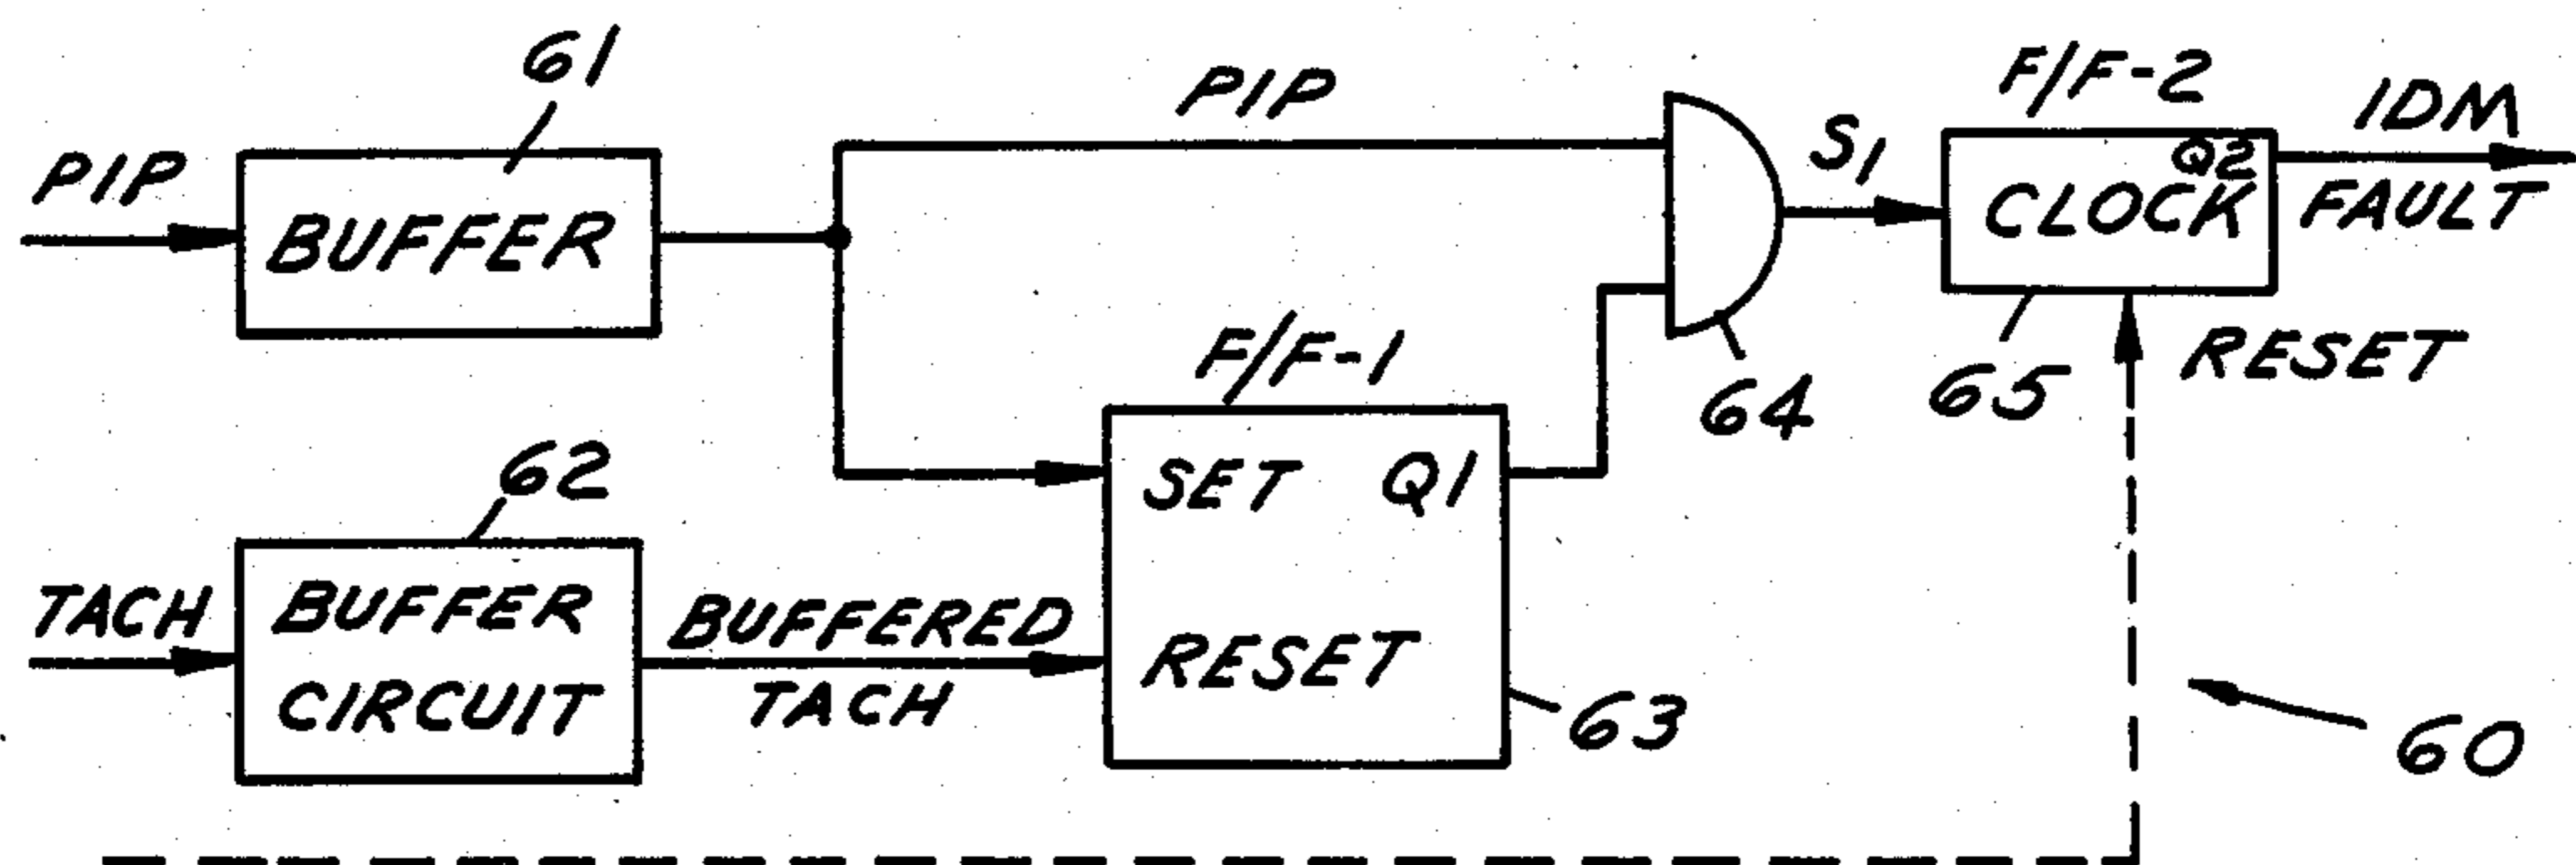 61
PIP
BUFFER
PIP
S1
F/F-2
Q2
CLOCK
IDM
FAULT
65
RESET
64
F/F-1
SET Q1
RESET
63
62
TACH
BUFFER
CIRCUIT
BUFFERED
TACH
60